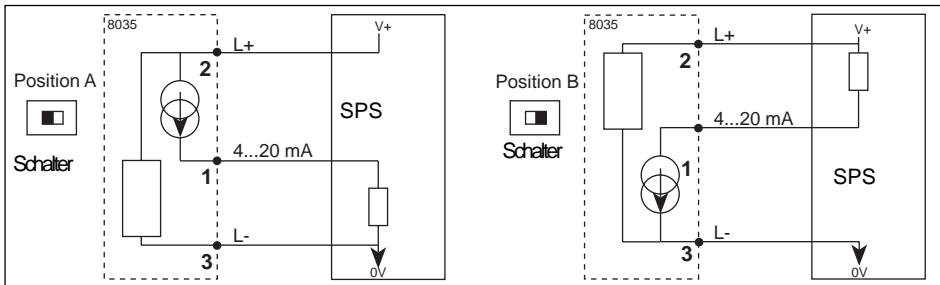 8035
V+
L+
2
Position A
SPS
Schalter
4...20 mA
1
L-
3
0V
8035
V+
L+
2
Position B
4...20 mA
Schalter
1
SPS
L-
3
0V